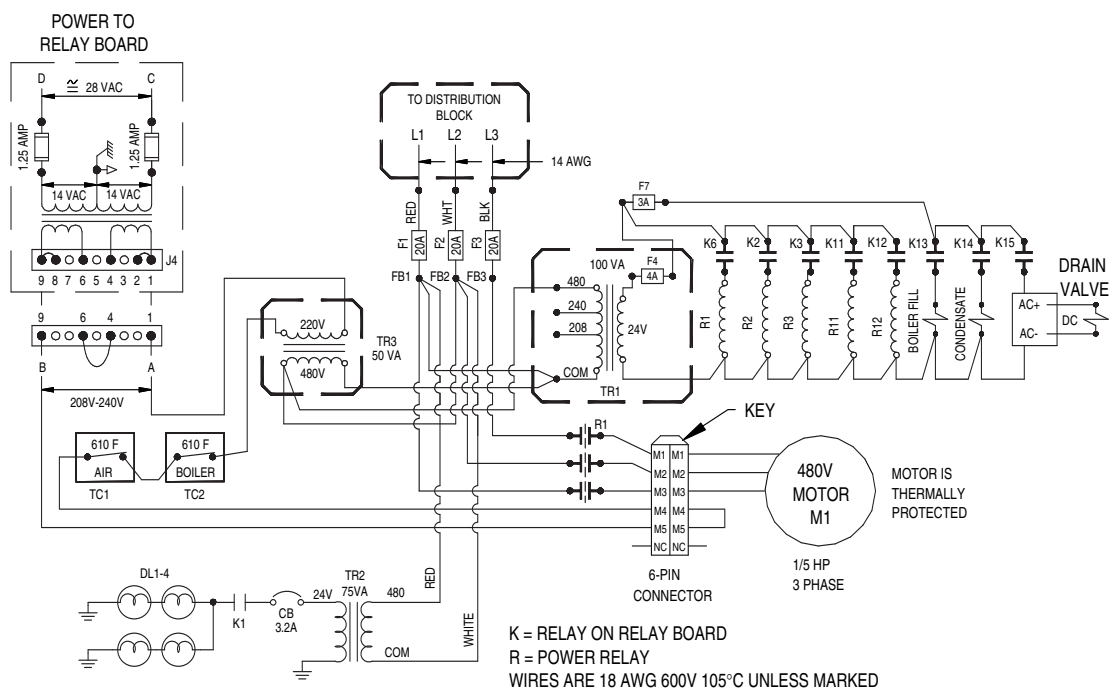 POWER TO
RELAY BOARD
D
≅ 28 VAC
C
1.25 AMP
1.25 AMP
14 VAC
14 VAC
J4
9 8 7 6 5 4 3 2 1
9 6 4 1
B
A
208V-240V
610 F
AIR
TC1
610 F
BOILER
TC2
220V
480V
TR3
50 VA
TO DISTRIBUTION
BLOCK
L1 L2 L3
14 AWG
RED
WHT
BLK
F1
20A
F2
20A
F3
20A
FB1
FB2
FB3
100 VA
F4
4A
480
240
208
COM
24V
TR1
F7
3A
K6
K2
K3
K11
K12
K13
K14
K15
R1
R2
R3
R11
R12
BOILER FILL
CONDENSATE
DRAIN
VALVE
AC+
AC-
DC
KEY
R1
M1 M1
M2 M2
M3 M3
M4 M4
M5 M5
NC NC
6-PIN
CONNECTOR
480V
MOTOR
M1
MOTOR IS
THERMALLY
PROTECTED
1/5 HP
3 PHASE
DL1-4
K1
CB
3.2A
24V
TR2
75VA
480
COM
RED
WHITE
K = RELAY ON RELAY BOARD
R = POWER RELAY
WIRES ARE 18 AWG 600V 105°C UNLESS MARKED